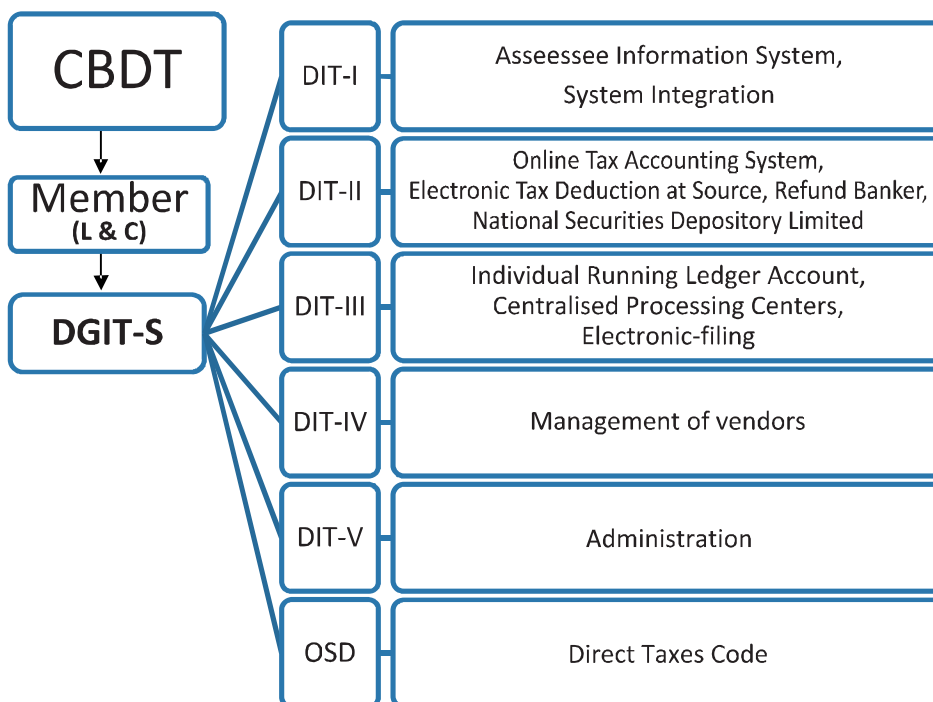 CBDT
Member
(L & C)
DGIT-S
DIT-I
Asseessee Information System,
System Integration
DIT-II
Online Tax Accounting System,
Electronic Tax Deduction at Source, Refund Banker,
National Securities Depository Limited
DIT-III
Individual Running Ledger Account,
Centralised Processing Centers,
Electronic-filing
DIT-IV
Management of vendors
DIT-V
Administration
OSD
Direct Taxes Code